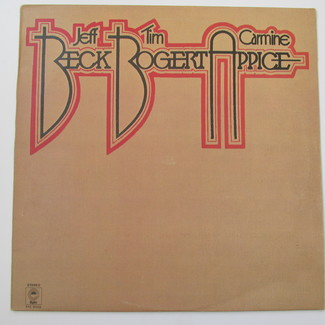 Jeff Tim Carmine
BECK BOGERT APPICE